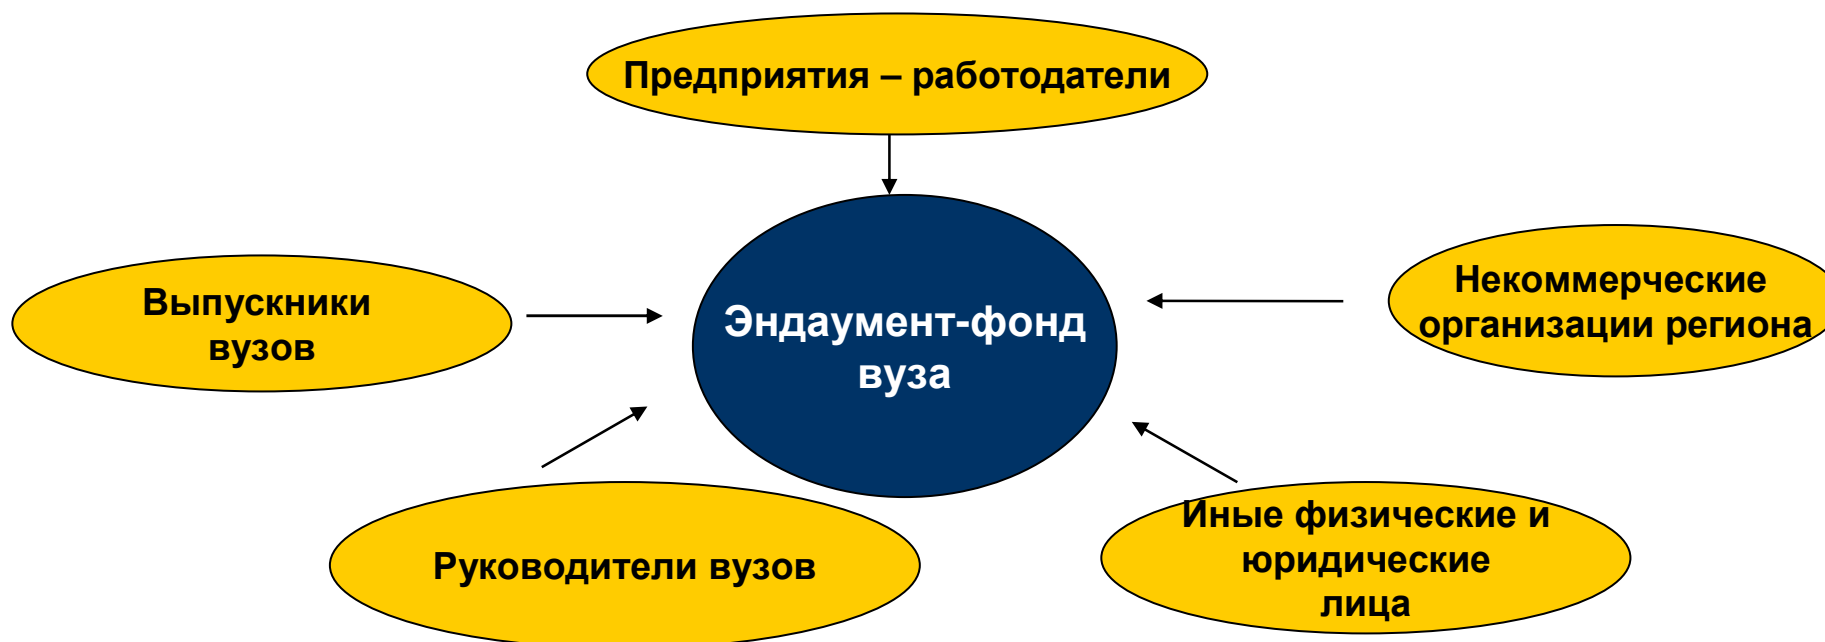 Предприятия – работодатели
Выпускники
вузов
Эндаумент-фонд
вуза
Некоммерческие
организации региона
Руководители вузов
Иные физические и
юридические
лица